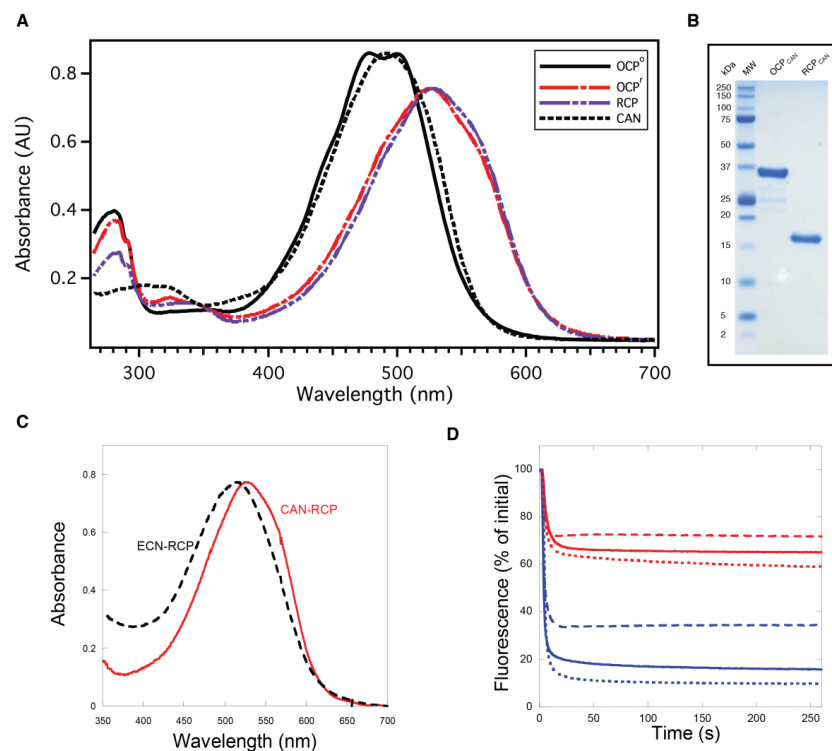 A
Absorbance (AU)
0.8
0.6
0.4
0.2
300 400 500 600 700
Wavelength (nm)
OCPo
OCPr
RCP
CAN
B
kDa MW OCPCAN RCPCAN
250
150
100
75
50
37
25
20
15
10
5
2
C
Absorbance
0.8
0.6
0.4
0.2
0
350 400 450 500 550 600 650 700
Wavelength (nm)
ECN-RCP
CAN-RCP
D
Fluorescence (% of initial)
100
80
60
40
20
0
0 50 100 150 200 250
Time (s)